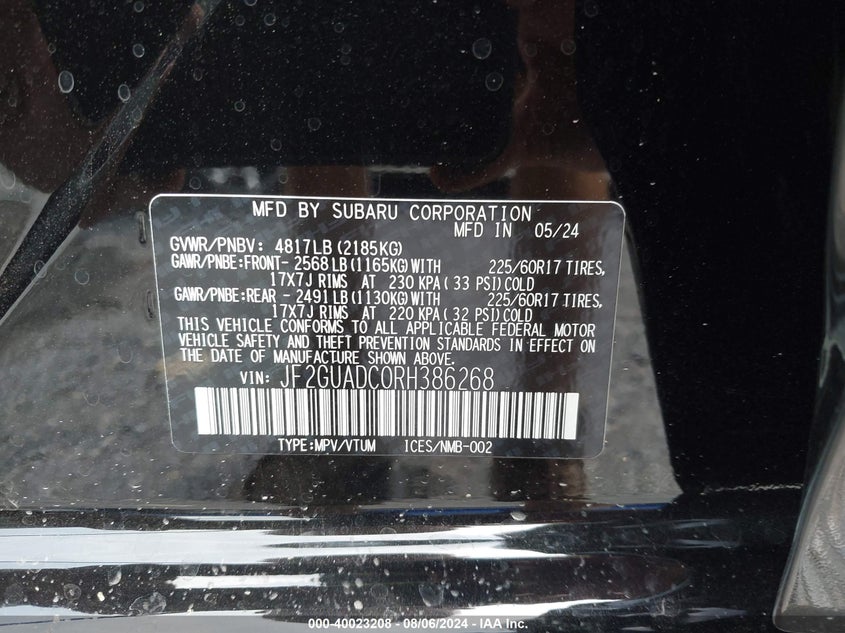 MFD BY SUBARU CORPORATION
MFD IN 05/24
GVWR/PNBV: 4817LB (2185KG)
GAWR/PNBE:FRONT- 2568LB(1165KG)WITH 225/60R17 TIRES,
17X7J RIMS AT 230 KPA ( 33 PSI)COLD
GAWR/PNBE:REAR - 2491LB(1130KG)WITH 225/60R17 TIRES,
17X7J RIMS AT 220 KPA ( 32 PSI)COLD
THIS VEHICLE CONFORMS TO ALL APPLICABLE FEDERAL MOTOR
VEHICLE SAFETY AND THEFT PREVENTION STANDARDS IN EFFECT ON
THE DATE OF MANUFACTURE SHOWN ABOVE.
VIN: JF2GUADC0RH386268
TYPE:MPV/VTUM ICES/NMB-002
000-40023208 - 08/06/2024 - IAA Inc.